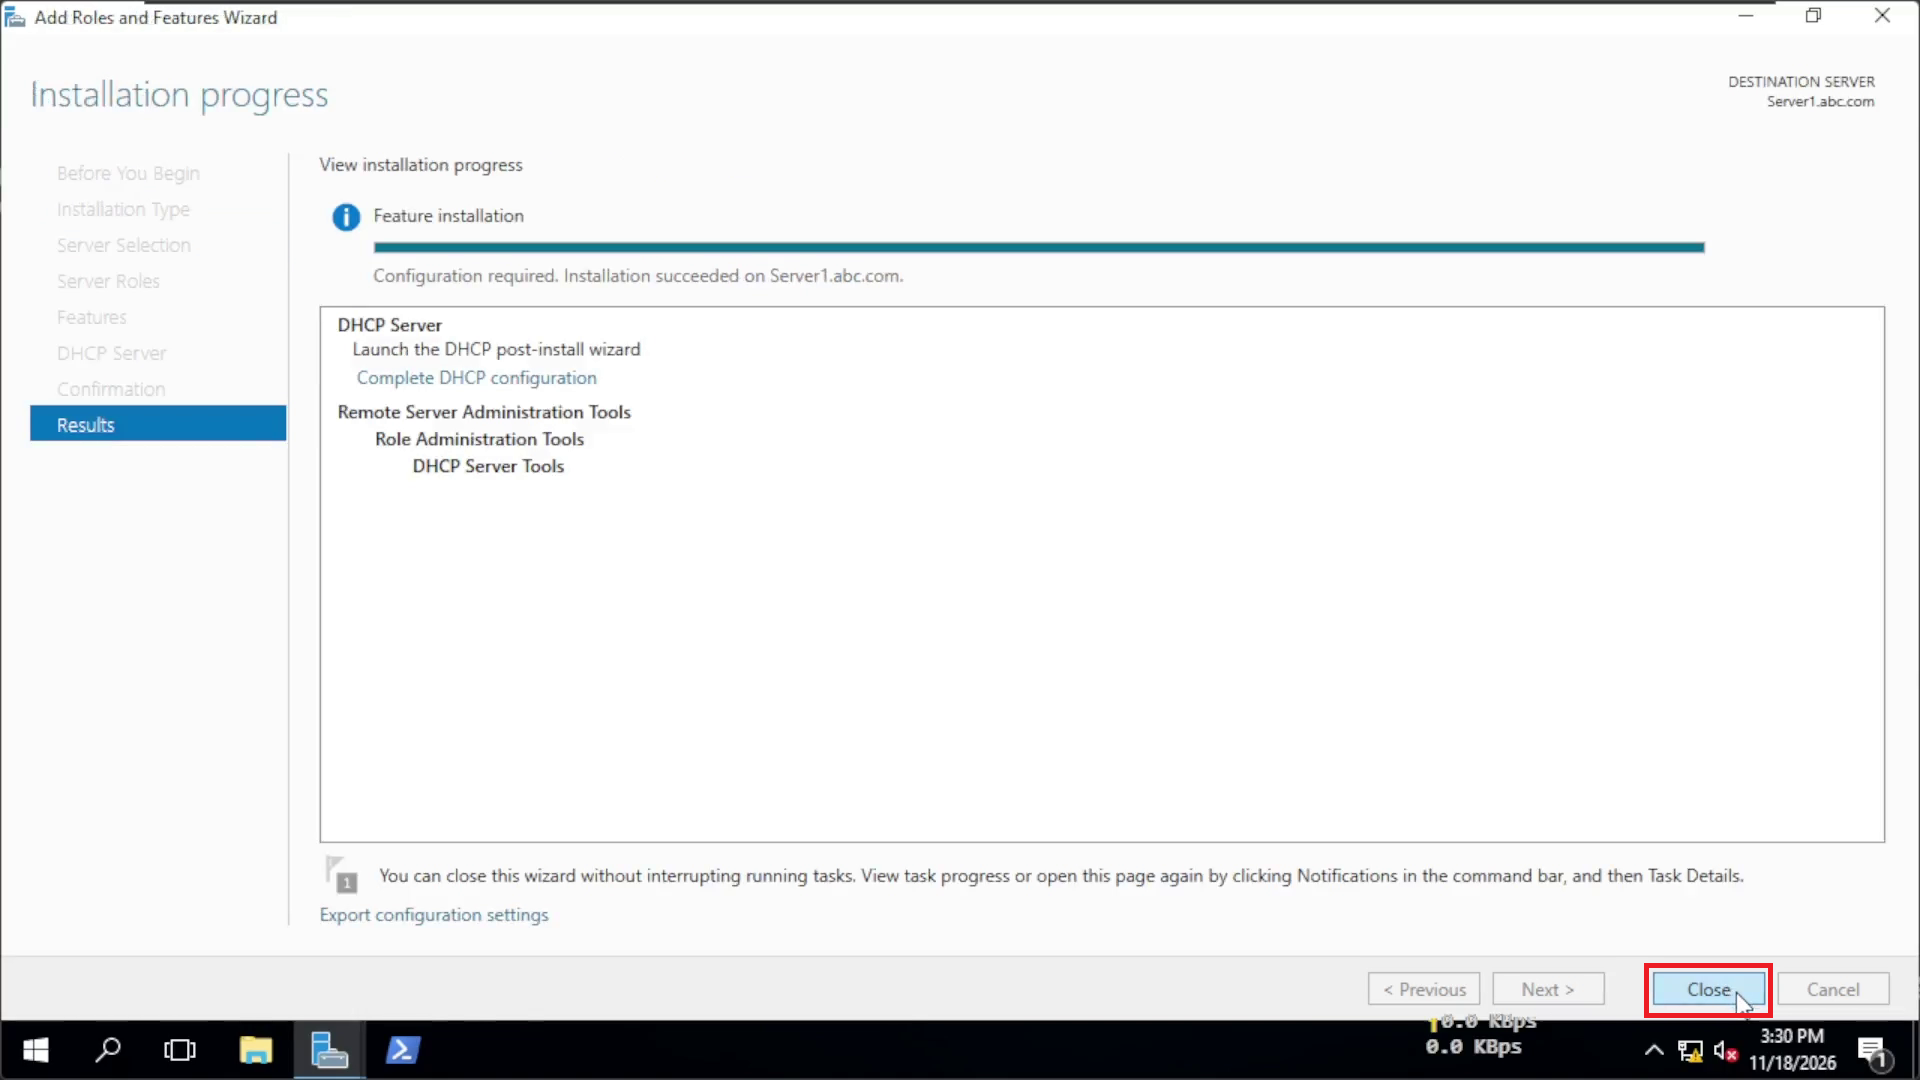 Add Roles and Features Wizard
Installation progress
DESTINATION SERVER
Server1.abc.com
Before You Begin
Installation Type
Server Selection
Server Roles
Features
DHCP Server
Confirmation
Results
View installation progress
Feature installation
Configuration required. Installation succeeded on Server1.abc.com.
DHCP Server
Launch the DHCP post-install wizard
Complete DHCP configuration
Remote Server Administration Tools
Role Administration Tools
DHCP Server Tools
1 You can close this wizard without interrupting running tasks. View task progress or open this page again by clicking Notifications in the command bar, and then Task Details.
Export configuration settings
< Previous Next > Close Cancel
0.0 KBps
0.0 KBps
3:30 PM
11/18/2026
1